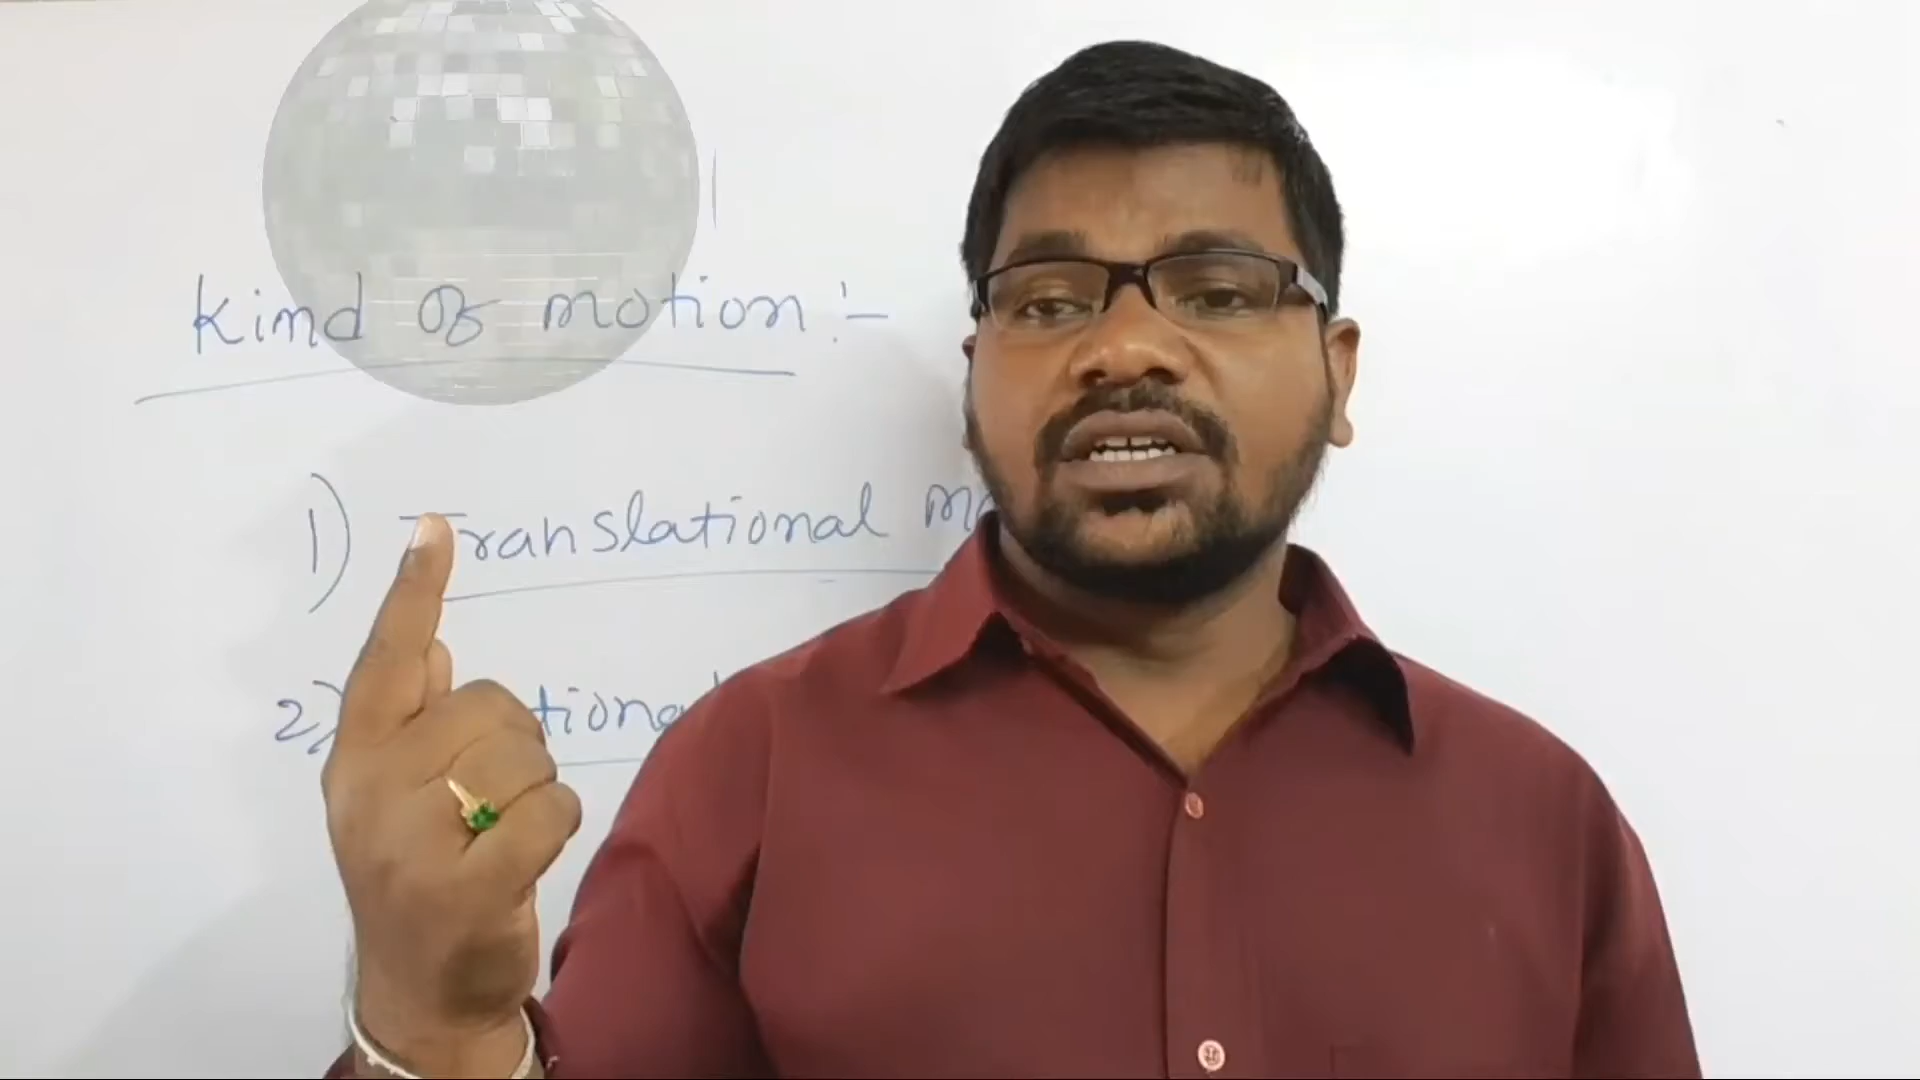 Kind of motion :-
1) Translational
2)